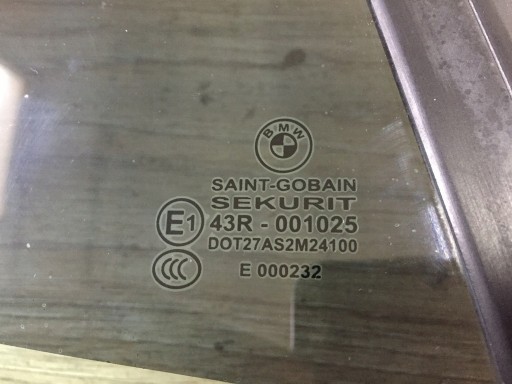 BMW
SAINT-GOBAIN
SEKURIT
E1 43R - 001025
DOT27AS2M24100
CCC
E 000232